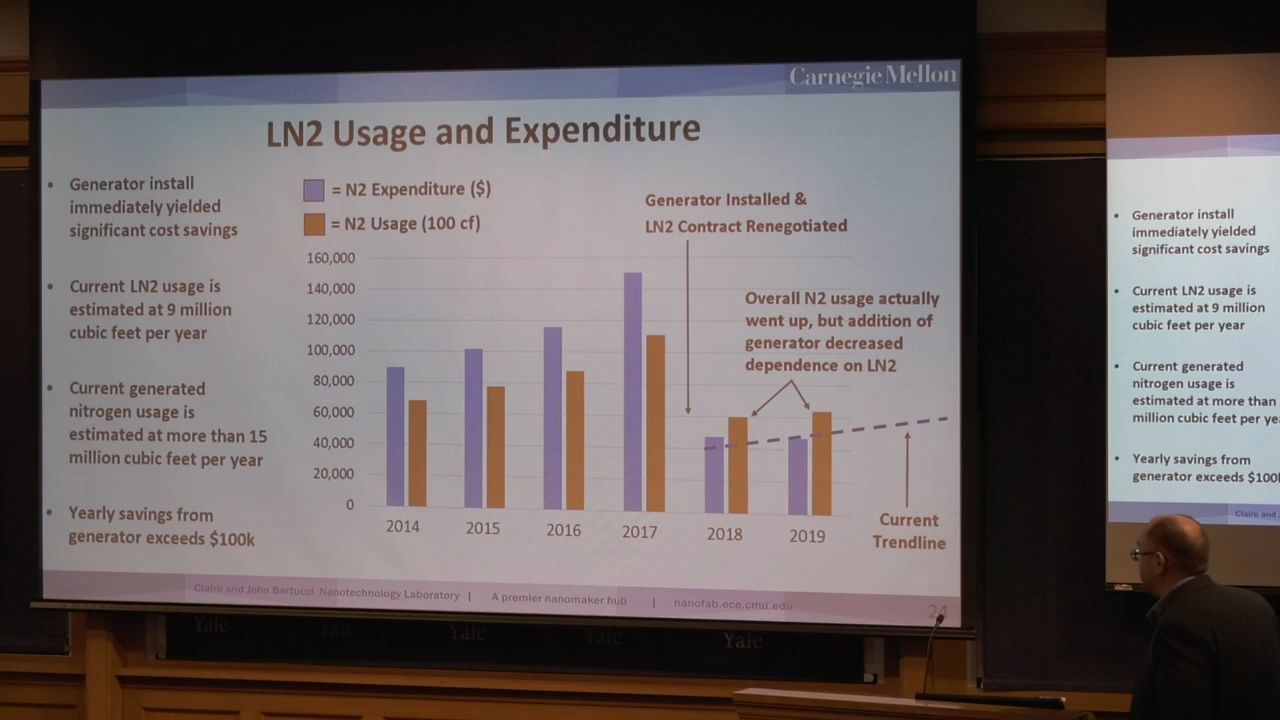 Carnegie Mellon
LN2 Usage and Expenditure
• Generator install
immediately yielded
significant cost savings
• Current LN2 usage is
estimated at 9 million
cubic feet per year
• Current generated
nitrogen usage is
estimated at more than 15
million cubic feet per year
• Yearly savings from
generator exceeds $100k
= N2 Expenditure ($)
= N2 Usage (100 cf)
Generator Installed &
LN2 Contract Renegotiated
Overall N2 usage actually
went up, but addition of
generator decreased
dependence on LN2
160,000
140,000
120,000
100,000
80,000
60,000
40,000
20,000
0
2014 2015 2016 2017 2018 2019
Current
Trendline
Claire and John Bertucci Nanotechnology Laboratory | A premier nanomaker hub | nanofab.ece.cmu.edu
24
Yale Yale Yale Yale Yale
• Generator install
immediately yielded
significant cost savings
• Current LN2 usage is
estimated at 9 million
cubic feet per year
• Current generated
nitrogen usage is
estimated at more than
million cubic feet per ye
• Yearly savings from
generator exceeds $100
Claire and